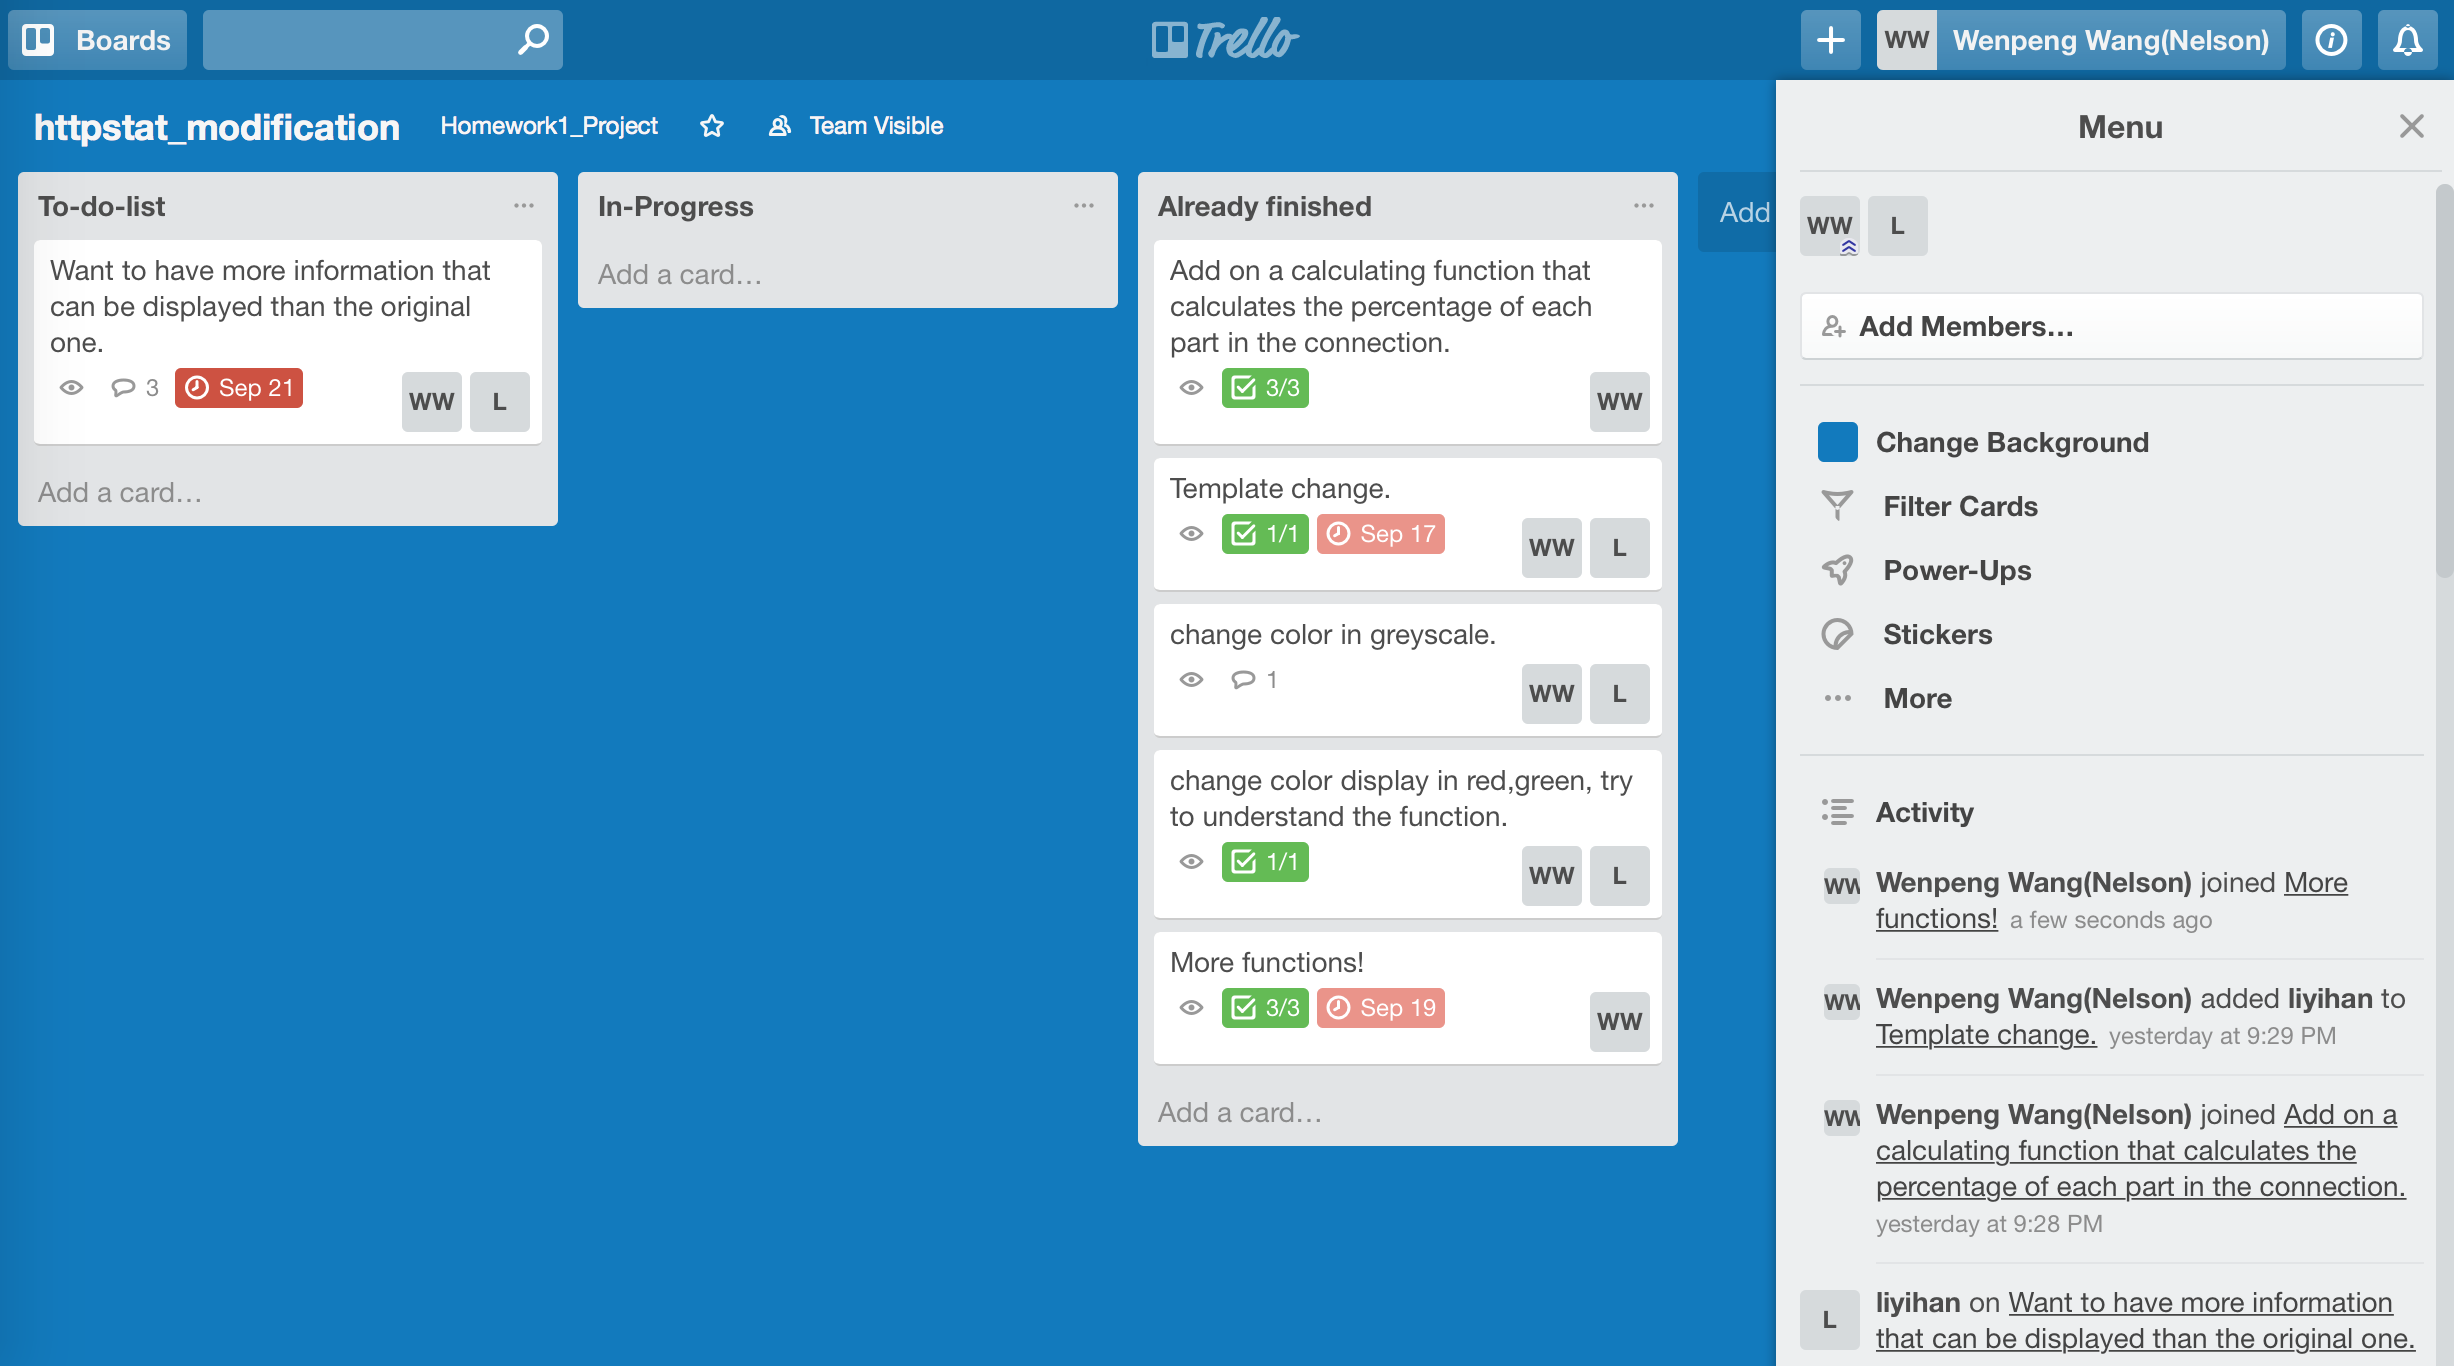 Boards
Trello
WW Wenpeng Wang(Nelson)
httpstat_modification Homework1_Project Team Visible
To-do-list
Want to have more information that
can be displayed than the original
one.
3 Sep 21 WW L
Add a card…
In-Progress
Add a card…
Already finished
Add on a calculating function that
calculates the percentage of each
part in the connection.
3/3 WW
Template change.
1/1 Sep 17 WW L
change color in greyscale.
1 WW L
change color display in red,green, try
to understand the function.
1/1 WW L
More functions!
3/3 Sep 19 WW
Add a card…
Add
Menu
WW L
Add Members…
Change Background
Filter Cards
Power-Ups
Stickers
More
Activity
WW Wenpeng Wang(Nelson) joined More
functions! a few seconds ago
WW Wenpeng Wang(Nelson) added liyihan to
Template change. yesterday at 9:29 PM
WW Wenpeng Wang(Nelson) joined Add on a
calculating function that calculates the
percentage of each part in the connection.
yesterday at 9:28 PM
L liyihan on Want to have more information
that can be displayed than the original one.